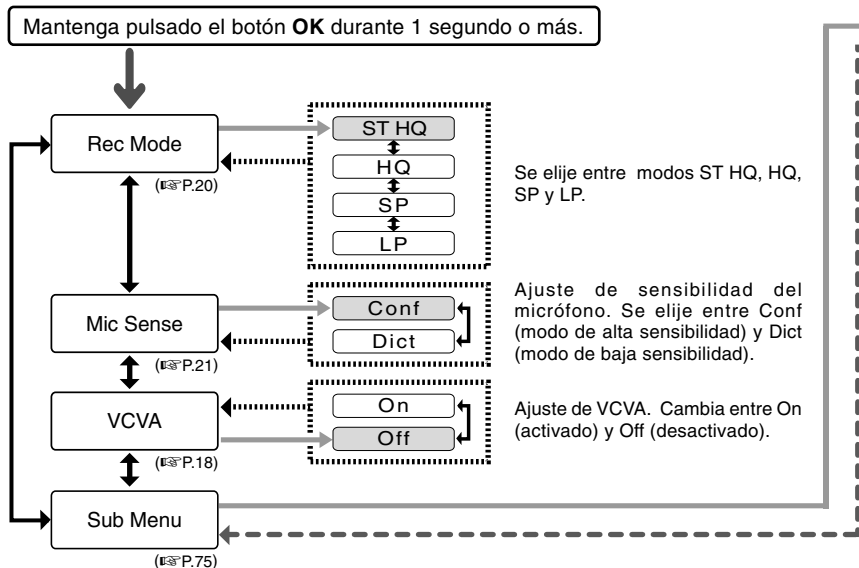 Mantenga pulsado el botón OK durante 1 segundo o más.
Rec Mode
(☞P.20)
ST HQ
HQ
SP
LP
Se elije entre modos ST HQ, HQ,
SP y LP.
Mic Sense
(☞P.21)
Conf
Dict
Ajuste de sensibilidad del
micrófono. Se elije entre Conf
(modo de alta sensibilidad) y Dict
(modo de baja sensibilidad).
VCVA
(☞P.18)
On
Off
Ajuste de VCVA. Cambia entre On
(activado) y Off (desactivado).
Sub Menu
(☞P.75)